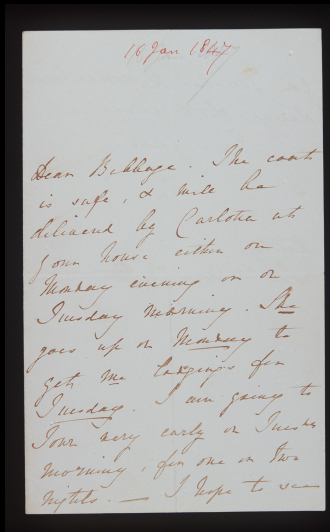 16 Jan 1847
Dear Babbage. The coat
is safe, & will be
delivered by Carlotta at
your house either on
Monday evening or on
Tuesday morning. She
goes up on Monday to
get me lodgings for
Tuesday. I am going to
Town very early on Tuesday
morning, for one or two
nights. — I hope to see